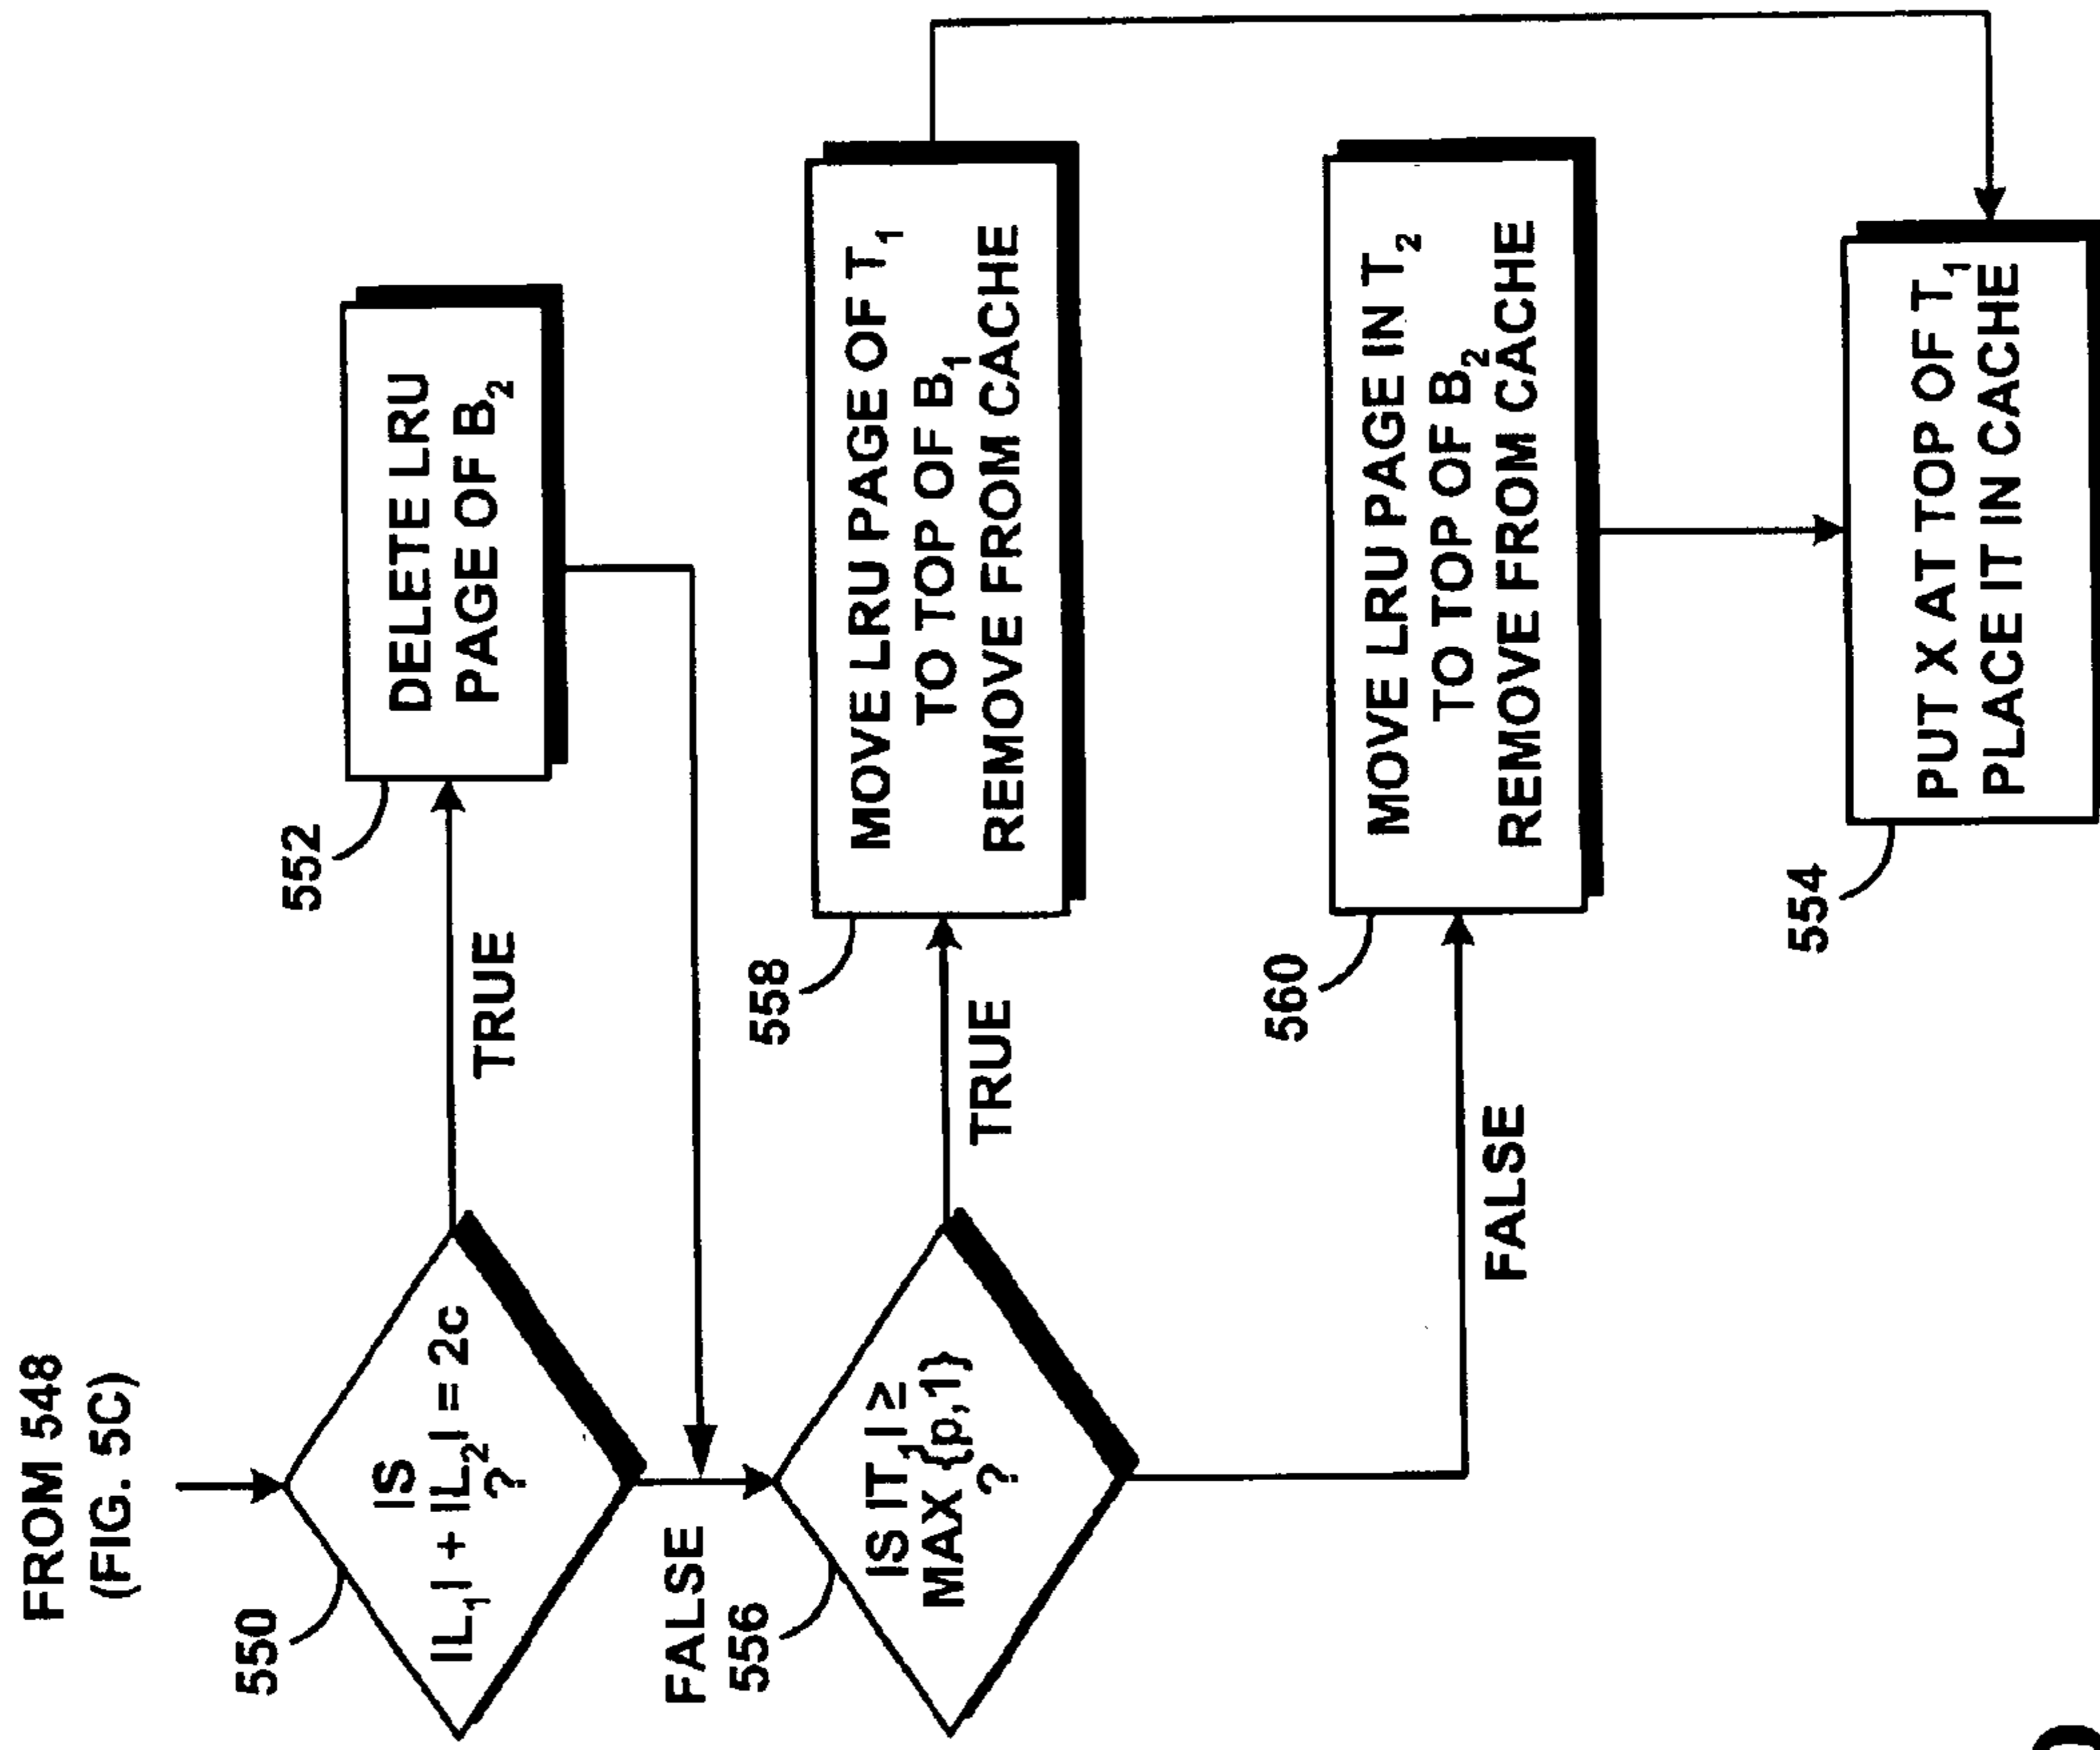 FROM 548
(FIG. 5C)
550
IS
|L₁| + |L₂| = 2c
?
TRUE
552
DELETE LRU
PAGE OF B₂
FALSE
556
IS |T₁| ≥
MAX {p,1}
?
TRUE
558
MOVE LRU PAGE OF T₁
TO TOP OF B₁
REMOVE FROM CACHE
FALSE
560
MOVE LRU PAGE IN T₂
TO TOP OF B₂
REMOVE FROM CACHE
554
PUT X AT TOP OF T₁
PLACE IT IN CACHE